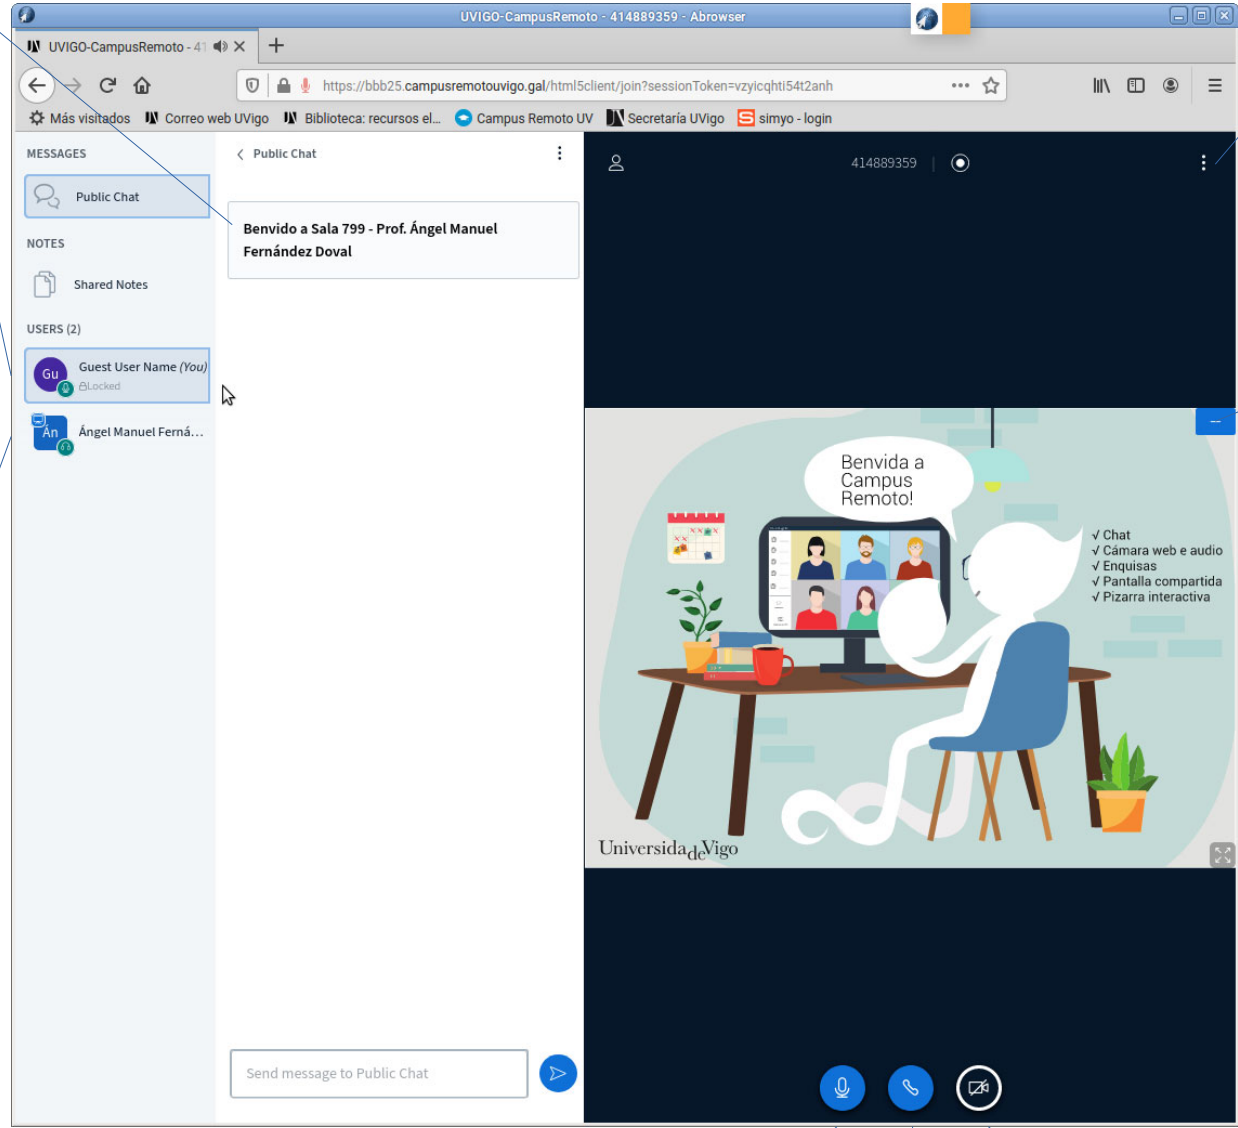 UVIGO-CampusRemoto - 414889359 - Abrowser
UVIGO-CampusRemoto - 41
https://bbb25.campusremotouvigo.gal/html5client/join?sessionToken=vzyicqhti54t2anh
Más visitados
Correo web UVigo
Biblioteca: recursos el...
Campus Remoto UV
Secretaría UVigo
simyo - login
MESSAGES
Public Chat
NOTES
Shared Notes
USERS (2)
Gu
Guest User Name (You)
Locked
Án
Ángel Manuel Ferná...
Public Chat
Benvido a Sala 799 - Prof. Ángel Manuel
Fernández Doval
Send message to Public Chat
414889359
Benvida a
Campus
Remoto!
√ Chat
√ Cámara web e audio
√ Enquisas
√ Pantalla compartida
√ Pizarra interactiva
UniversidadeVigo